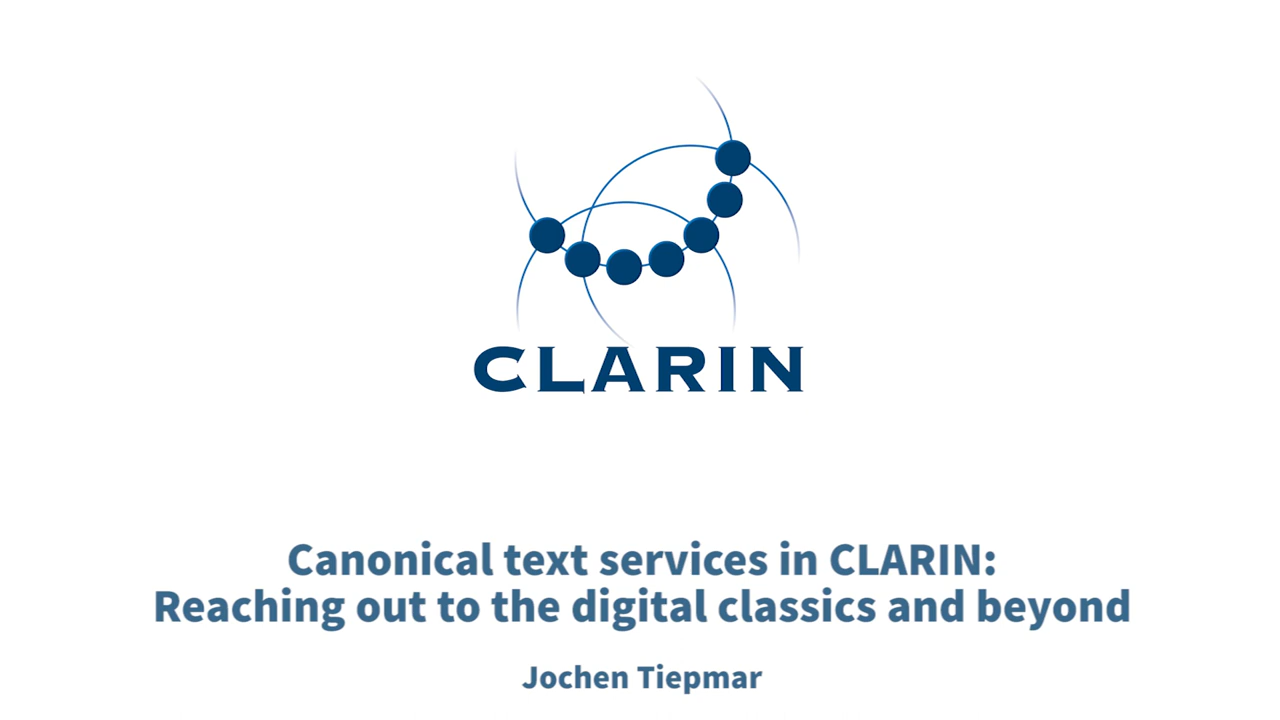 CLARIN
Canonical text services in CLARIN:
Reaching out to the digital classics and beyond
Jochen Tiepmar